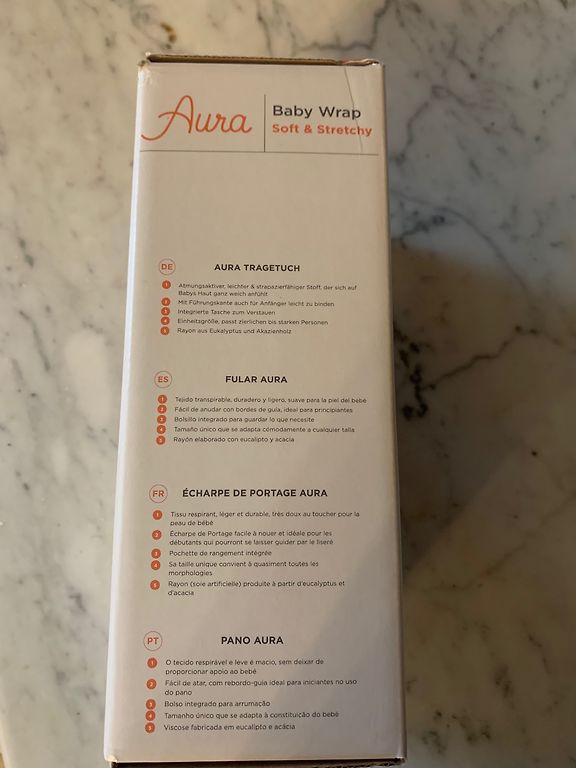 Aura
Baby Wrap
Soft & Stretchy
DE
AURA TRAGETUCH
1 Atmungsaktiver, leichter & strapazierfähiger Stoff, der sich auf
Babys Haut ganz weich anfühlt
2 Mit Führungskante auch für Anfänger leicht zu binden
3 Integrierte Tasche zum Verstauen
4 Einheitsgröße, passt zierlichen bis starken Personen
5 Rayon aus Eukalyptus und Akazienholz
ES
FULAR AURA
1 Tejido transpirable, duradero y ligero, suave para la piel del bebé
2 Fácil de anudar con bordes de guía, ideal para principiantes
3 Bolsillo integrado para guardar lo que necesite
4 Tamaño único que se adapta cómodamente a cualquier talla
5 Rayón elaborado con eucalipto y acacia
FR
ÉCHARPE DE PORTAGE AURA
1 Tissu respirant, léger et durable, très doux au toucher pour la
peau de bébé
2 Écharpe de Portage facile à nouer et idéale pour les
débutants qui pourront se laisser guider par le liseré
3 Pochette de rangement intégrée
4 Sa taille unique convient à quasiment toutes les
morphologies
5 Rayon (soie artificielle) produite à partir d'eucalyptus et
d'acacia
PT
PANO AURA
1 O tecido respirável e leve é macio, sem deixar de
proporcionar apoio ao bebé
2 Fácil de atar, com rebordo-guia ideal para iniciantes no uso
do pano
3 Bolso integrado para arrumação
4 Tamanho único que se adapta à constituição do bebé
5 Viscose fabricada em eucalipto e acácia